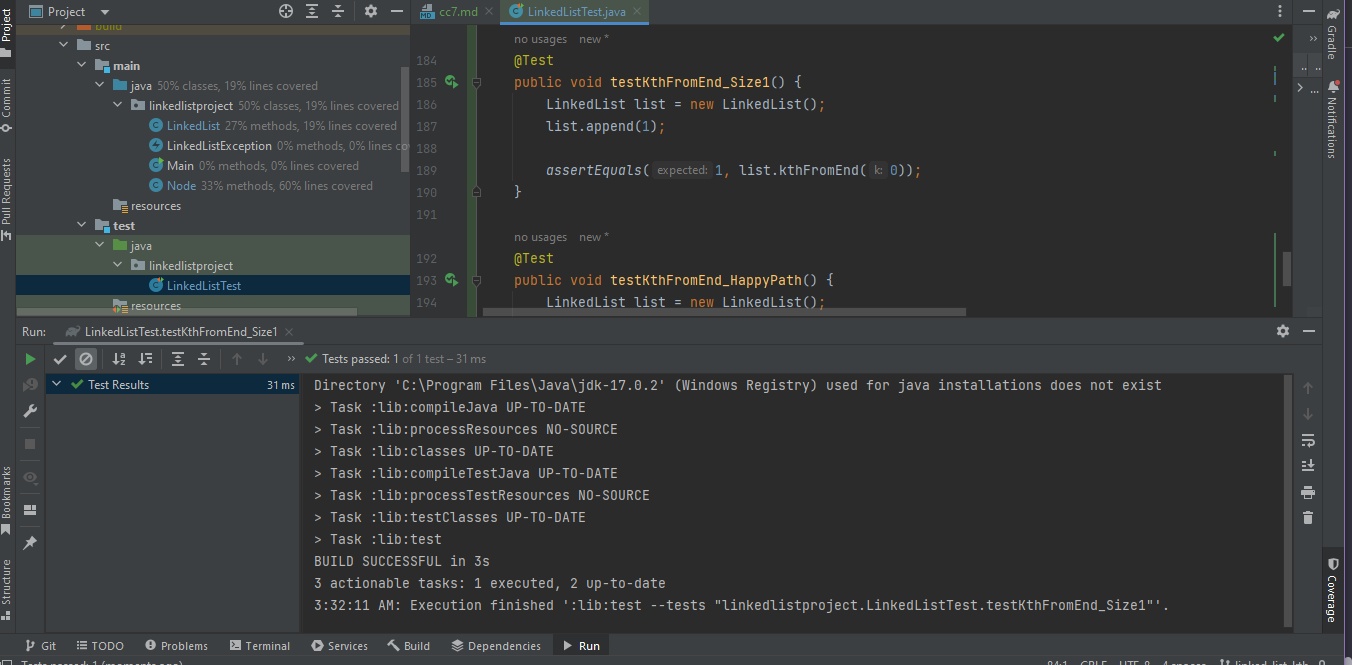 Project
cc7.md
LinkedListTest.java
build
src
main
java 50% classes, 19% lines covered
linkedlistproject 50% classes, 19% lines covered
LinkedList 27% methods, 19% lines covered
LinkedListException 0% methods, 0% lines co
Main 0% methods, 0% lines covered
Node 33% methods, 60% lines covered
resources
test
java
linkedlistproject
LinkedListTest
resources
no usages new *
184 @Test
185 public void testKthFromEnd_Size1() {
186 LinkedList list = new LinkedList();
187 list.append(1);
188
189 assertEquals( expected: 1, list.kthFromEnd( k: 0));
190 }
191
no usages new *
192 @Test
193 public void testKthFromEnd_HappyPath() {
194 LinkedList list = new LinkedList();
Project
Commit
Pull Requests
Bookmarks
Structure
Gradle
Notifications
Coverage
Run: LinkedListTest.testKthFromEnd_Size1
Tests passed: 1 of 1 test – 31 ms
Test Results 31 ms
Directory 'C:\Program Files\Java\jdk-17.0.2' (Windows Registry) used for java installations does not exist
> Task :lib:compileJava UP-TO-DATE
> Task :lib:processResources NO-SOURCE
> Task :lib:classes UP-TO-DATE
> Task :lib:compileTestJava UP-TO-DATE
> Task :lib:processTestResources NO-SOURCE
> Task :lib:testClasses UP-TO-DATE
> Task :lib:test
BUILD SUCCESSFUL in 3s
3 actionable tasks: 1 executed, 2 up-to-date
3:32:11 AM: Execution finished ':lib:test --tests "linkedlistproject.LinkedListTest.testKthFromEnd_Size1"'.
Git TODO Problems Terminal Services Build Dependencies Run
Tests passed: 1 (moments ago) 84:1 CRLF UTF-8 4 spaces linked_list_kth